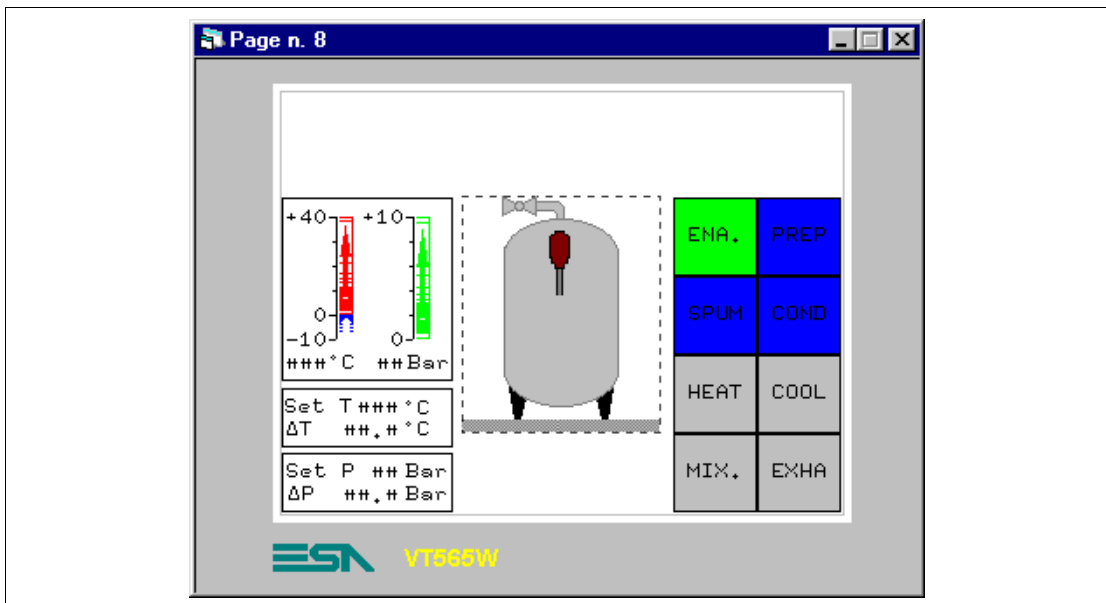 Page n. 8
+40 +10
0
-10 0
###°C ##Bar
Set T###°C
ΔT ##.#°C
Set P ##Bar
ΔP ##.#Bar
ENA. PREP
SPUM COND
HEAT COOL
MIX. EXHA
ESA VT565W